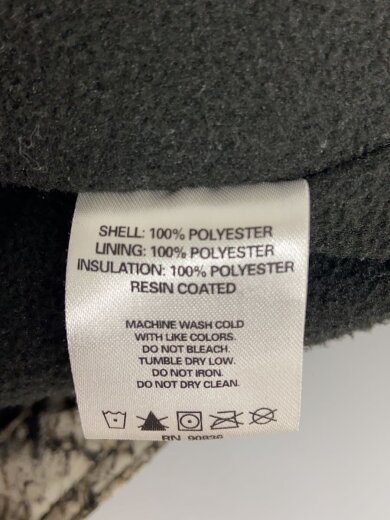 SHELL: 100% POLYESTER
LINING: 100% POLYESTER
INSULATION: 100% POLYESTER
RESIN COATED
MACHINE WASH COLD
WITH LIKE COLORS.
DO NOT BLEACH.
TUMBLE DRY LOW.
DO NOT IRON.
DO NOT DRY CLEAN.
RN